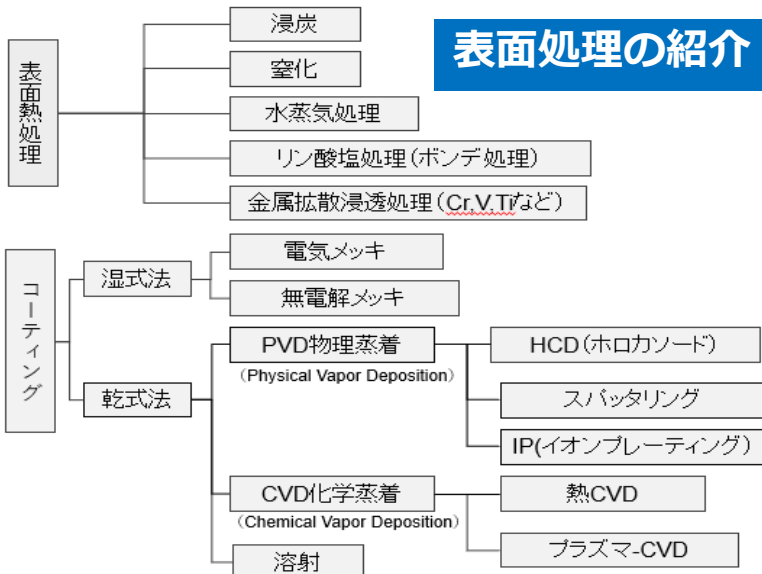 表面処理の紹介
表面熱処理
浸炭
窒化
水蒸気処理
リン酸塩処理(ボンデ処理)
金属拡散浸透処理(Cr,V,Tiなど)
コーティング
湿式法
電気メッキ
無電解メッキ
乾式法
PVD物理蒸着
(Physical Vapor Deposition)
HCD(ホロカソード)
スパッタリング
IP(イオンプレーティング)
CVD化学蒸着
(Chemical Vapor Deposition)
熱CVD
プラズマ-CVD
溶射